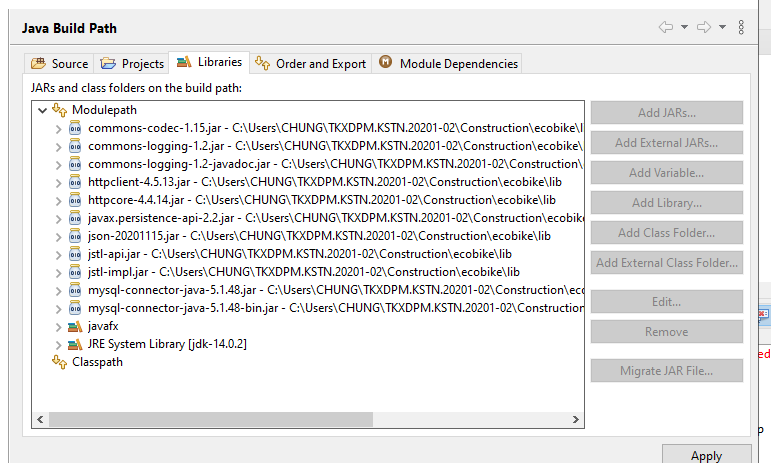 Java Build Path
Source
Projects
Libraries
Order and Export
Module Dependencies
JARs and class folders on the build path:
Modulepath
commons-codec-1.15.jar - C:\Users\CHUNG\TKXDPM.KSTN.20201-02\Construction\ecobike\l
commons-logging-1.2.jar - C:\Users\CHUNG\TKXDPM.KSTN.20201-02\Construction\ecobike\
commons-logging-1.2-javadoc.jar - C:\Users\CHUNG\TKXDPM.KSTN.20201-02\Construction\
httpclient-4.5.13.jar - C:\Users\CHUNG\TKXDPM.KSTN.20201-02\Construction\ecobike\lib
httpcore-4.4.14.jar - C:\Users\CHUNG\TKXDPM.KSTN.20201-02\Construction\ecobike\lib
javax.persistence-api-2.2.jar - C:\Users\CHUNG\TKXDPM.KSTN.20201-02\Construction\ecobike
json-20201115.jar - C:\Users\CHUNG\TKXDPM.KSTN.20201-02\Construction\ecobike\lib
jstl-api.jar - C:\Users\CHUNG\TKXDPM.KSTN.20201-02\Construction\ecobike\lib
jstl-impl.jar - C:\Users\CHUNG\TKXDPM.KSTN.20201-02\Construction\ecobike\lib
mysql-connector-java-5.1.48.jar - C:\Users\CHUNG\TKXDPM.KSTN.20201-02\Construction\ec
mysql-connector-java-5.1.48-bin.jar - C:\Users\CHUNG\TKXDPM.KSTN.20201-02\Construction
javafx
JRE System Library [jdk-14.0.2]
Classpath
Add JARs...
Add External JARs...
Add Variable...
Add Library...
Add Class Folder...
Add External Class Folder...
Edit...
Remove
Migrate JAR File...
Apply
ed
p